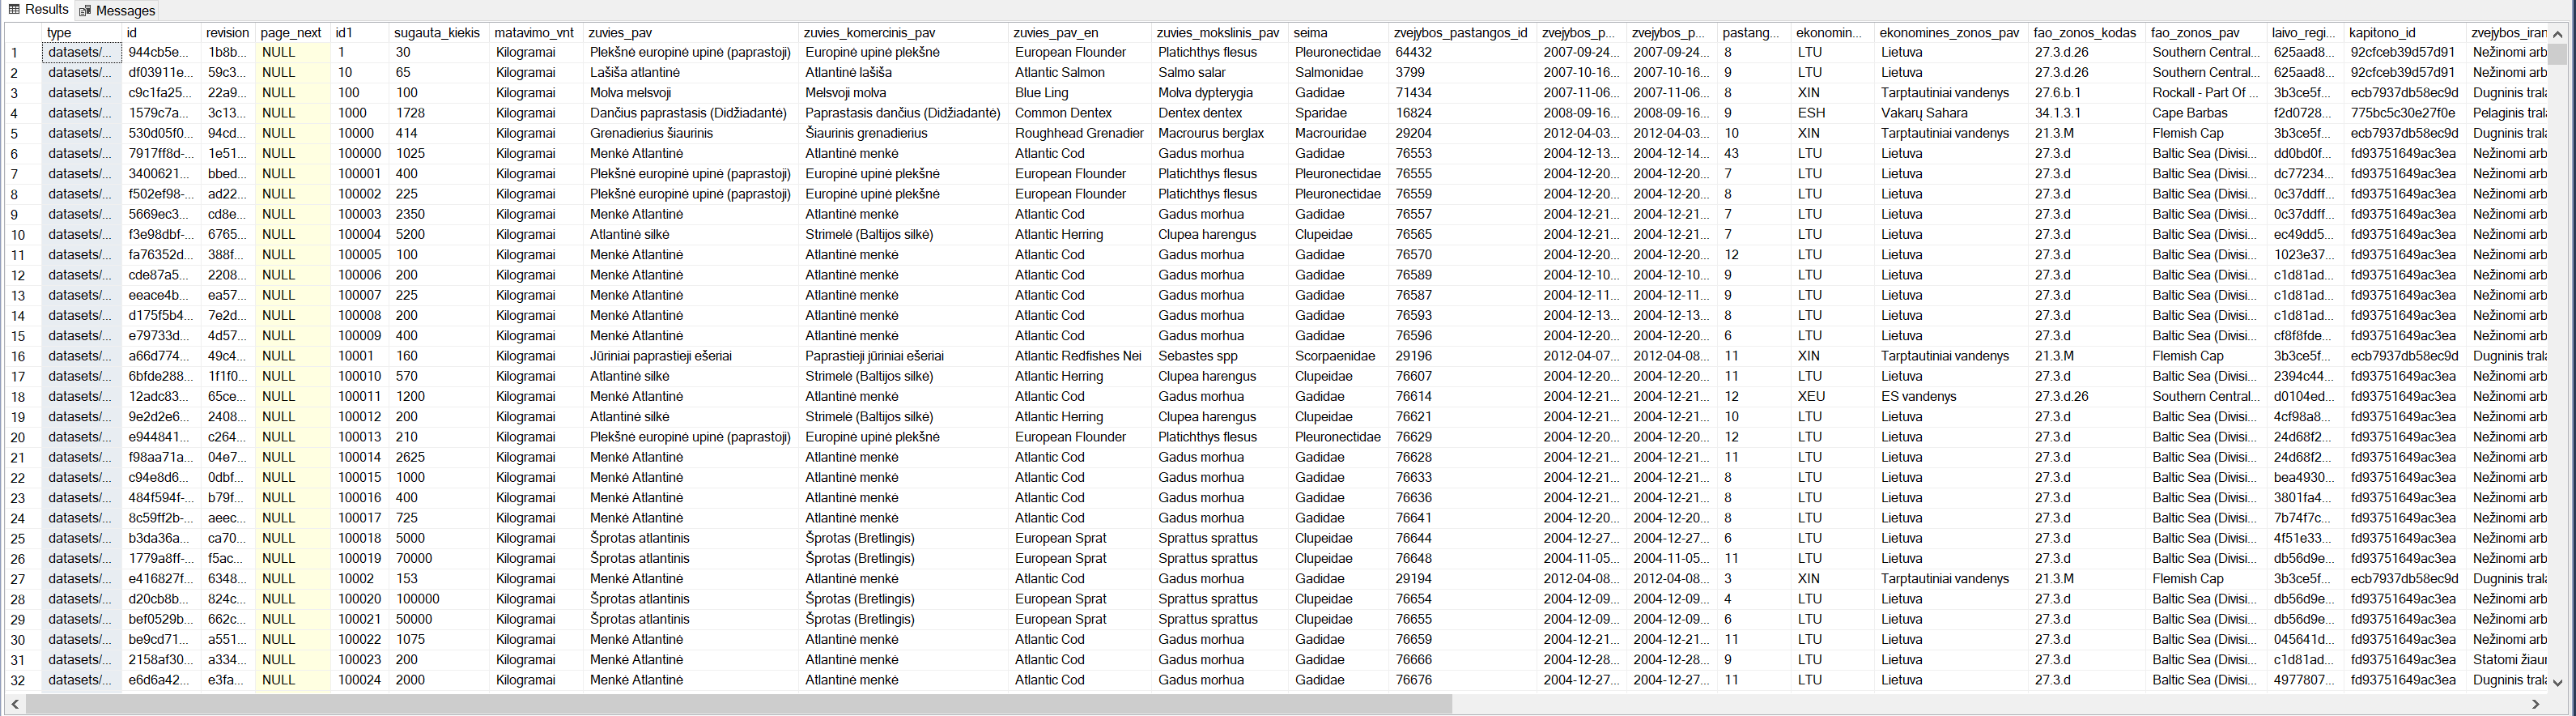 Results Messages
type id revision page_next id1 sugauta_kiekis matavimo_vnt zuvies_pav zuvies_komercinis_pav zuvies_pav_en zuvies_mokslinis_pav seima zvejybos_pastangos_id zvejybos_p... zvejybos_p... pastang... ekonomin... ekonomines_zonos_pav fao_zonos_kodas fao_zonos_pav laivo_regi... kapitono_id zvejybos_iran
1 datasets/... 944cb5e... 1b8b... NULL 1 30 Kilogramai Plekšnė europinė upinė (paprastoji) Europinė upinė plekšnė European Flounder Platichthys flesus Pleuronectidae 64432 2007-09-24... 2007-09-24... 8 LTU Lietuva 27.3.d.26 Southern Central... 625aad8... 92cfceb39d57d91 Nežinomi arb
2 datasets/... df03911e... 59c3... NULL 10 65 Kilogramai Lašiša atlantinė Atlantinė lašiša Atlantic Salmon Salmo salar Salmonidae 3799 2007-10-16... 2007-10-16... 9 LTU Lietuva 27.3.d.26 Southern Central... 625aad8... 92cfceb39d57d91 Nežinomi arb
3 datasets/... c9c1fa25... 22a9... NULL 100 100 Kilogramai Molva melsvoji Melsvoji molva Blue Ling Molva dypterygia Gadidae 71434 2007-11-06... 2007-11-06... 8 XIN Tarptautiniai vandenys 27.6.b.1 Rockall - Part Of ... 3b3ce5f... ecb7937db58ec9d Dugninis trala
4 datasets/... 1579c7a... 3c13... NULL 1000 1728 Kilogramai Dančius paprastasis (Didžiadantė) Paprastasis dančius (Didžiadantė) Common Dentex Dentex dentex Sparidae 16824 2008-09-16... 2008-09-16... 9 ESH Vakarų Sahara 34.1.3.1 Cape Barbas f2d0728... 775bc5c30e27f0e Pelaginis tral
5 datasets/... 530d05f0... 94cd... NULL 10000 414 Kilogramai Grenadierius šiaurinis Šiaurinis grenadierius Roughhead Grenadier Macrourus berglax Macrouridae 29204 2012-04-03... 2012-04-03... 10 XIN Tarptautiniai vandenys 21.3.M Flemish Cap 3b3ce5f... ecb7937db58ec9d Dugninis trala
6 datasets/... 7917ff8d-... 1e51... NULL 100000 1025 Kilogramai Menkė Atlantinė Atlantinė menkė Atlantic Cod Gadus morhua Gadidae 76553 2004-12-13... 2004-12-14... 43 LTU Lietuva 27.3.d Baltic Sea (Divisi... dd0bd0f... fd93751649ac3ea Nežinomi arb
7 datasets/... 3400621... bbed... NULL 100001 400 Kilogramai Plekšnė europinė upinė (paprastoji) Europinė upinė plekšnė European Flounder Platichthys flesus Pleuronectidae 76555 2004-12-20... 2004-12-20... 7 LTU Lietuva 27.3.d Baltic Sea (Divisi... dc77234... fd93751649ac3ea Nežinomi arb
8 datasets/... f502ef98-... ad22... NULL 100002 225 Kilogramai Plekšnė europinė upinė (paprastoji) Europinė upinė plekšnė European Flounder Platichthys flesus Pleuronectidae 76559 2004-12-20... 2004-12-20... 8 LTU Lietuva 27.3.d Baltic Sea (Divisi... 0c37ddff... fd93751649ac3ea Nežinomi arb
9 datasets/... 5669ec3... cd8e... NULL 100003 2350 Kilogramai Menkė Atlantinė Atlantinė menkė Atlantic Cod Gadus morhua Gadidae 76557 2004-12-21... 2004-12-21... 7 LTU Lietuva 27.3.d Baltic Sea (Divisi... 0c37ddff... fd93751649ac3ea Nežinomi arb
10 datasets/... f3e98dbf-... 6765... NULL 100004 5200 Kilogramai Atlantinė silkė Strimelė (Baltijos silkė) Atlantic Herring Clupea harengus Clupeidae 76565 2004-12-21... 2004-12-21... 7 LTU Lietuva 27.3.d Baltic Sea (Divisi... ec49dd5... fd93751649ac3ea Nežinomi arb
11 datasets/... fa76352d... 388f... NULL 100005 100 Kilogramai Menkė Atlantinė Atlantinė menkė Atlantic Cod Gadus morhua Gadidae 76570 2004-12-21... 2004-12-21... 12 LTU Lietuva 27.3.d Baltic Sea (Divisi... 1023e37... fd93751649ac3ea Nežinomi arb
12 datasets/... cde87a5... 2208... NULL 100006 200 Kilogramai Menkė Atlantinė Atlantinė menkė Atlantic Cod Gadus morhua Gadidae 76589 2004-12-10... 2004-12-10... 9 LTU Lietuva 27.3.d Baltic Sea (Divisi... c1d81ad... fd93751649ac3ea Nežinomi arb
13 datasets/... eeace4b... ea57... NULL 100007 225 Kilogramai Menkė Atlantinė Atlantinė menkė Atlantic Cod Gadus morhua Gadidae 76587 2004-12-11... 2004-12-11... 9 LTU Lietuva 27.3.d Baltic Sea (Divisi... c1d81ad... fd93751649ac3ea Nežinomi arb
14 datasets/... d175f5b4... 7e2d... NULL 100008 200 Kilogramai Menkė Atlantinė Atlantinė menkė Atlantic Cod Gadus morhua Gadidae 76593 2004-12-13... 2004-12-13... 8 LTU Lietuva 27.3.d Baltic Sea (Divisi... c1d81ad... fd93751649ac3ea Nežinomi arb
15 datasets/... e79733d... 4d57... NULL 100009 400 Kilogramai Menkė Atlantinė Atlantinė menkė Atlantic Cod Gadus morhua Gadidae 76596 2004-12-20... 2004-12-20... 6 LTU Lietuva 27.3.d Baltic Sea (Divisi... cf8f8fde... fd93751649ac3ea Nežinomi arb
16 datasets/... a66d774... 49c4... NULL 10001 160 Kilogramai Jūriniai paprastieji ešeriai Paprastieji jūriniai ešeriai Atlantic Redfishes Nei Sebastes spp Scorpaenidae 29196 2012-04-07... 2012-04-08... 11 XIN Tarptautiniai vandenys 21.3.M Flemish Cap 3b3ce5f... ecb7937db58ec9d Dugninis trala
17 datasets/... 6bfde288... 1f1f0... NULL 100010 570 Kilogramai Atlantinė silkė Strimelė (Baltijos silkė) Atlantic Herring Clupea harengus Clupeidae 76607 2004-12-20... 2004-12-20... 11 LTU Lietuva 27.3.d Baltic Sea (Divisi... 2394c44... fd93751649ac3ea Nežinomi arb
18 datasets/... 12adc83... 65ce... NULL 100011 1200 Kilogramai Menkė Atlantinė Atlantinė menkė Atlantic Cod Gadus morhua Gadidae 76614 2004-12-21... 2004-12-21... 12 XEU ES vandenys 27.3.d.26 Southern Central... d0104ed... fd93751649ac3ea Nežinomi arb
19 datasets/... 9e2d2e6... 2408... NULL 100012 200 Kilogramai Atlantinė silkė Strimelė (Baltijos silkė) Atlantic Herring Clupea harengus Clupeidae 76621 2004-12-21... 2004-12-21... 10 LTU Lietuva 27.3.d Baltic Sea (Divisi... 4cf98a8... fd93751649ac3ea Nežinomi arb
20 datasets/... e944841... c264... NULL 100013 210 Kilogramai Plekšnė europinė upinė (paprastoji) Europinė upinė plekšnė European Flounder Platichthys flesus Pleuronectidae 76629 2004-12-20... 2004-12-20... 12 LTU Lietuva 27.3.d Baltic Sea (Divisi... 24d68f2... fd93751649ac3ea Nežinomi arb
21 datasets/... f98aa71a... 04e7... NULL 100014 2625 Kilogramai Menkė Atlantinė Atlantinė menkė Atlantic Cod Gadus morhua Gadidae 76628 2004-12-21... 2004-12-21... 11 LTU Lietuva 27.3.d Baltic Sea (Divisi... 24d68f2... fd93751649ac3ea Nežinomi arb
22 datasets/... c94e8d6... 0dbf... NULL 100015 1000 Kilogramai Menkė Atlantinė Atlantinė menkė Atlantic Cod Gadus morhua Gadidae 76633 2004-12-21... 2004-12-21... 8 LTU Lietuva 27.3.d Baltic Sea (Divisi... bea4930... fd93751649ac3ea Nežinomi arb
23 datasets/... 484f594f-... b79f... NULL 100016 400 Kilogramai Menkė Atlantinė Atlantinė menkė Atlantic Cod Gadus morhua Gadidae 76636 2004-12-21... 2004-12-21... 8 LTU Lietuva 27.3.d Baltic Sea (Divisi... 3801fa4... fd93751649ac3ea Nežinomi arb
24 datasets/... 8c59ff2b-... aeec... NULL 100017 725 Kilogramai Menkė Atlantinė Atlantinė menkė Atlantic Cod Gadus morhua Gadidae 76641 2004-12-20... 2004-12-20... 8 LTU Lietuva 27.3.d Baltic Sea (Divisi... 7b74f7c... fd93751649ac3ea Nežinomi arb
25 datasets/... b3da36a... ca70... NULL 100018 5000 Kilogramai Šprotas atlantinis Šprotas (Bretlingis) European Sprat Sprattus sprattus Clupeidae 76644 2004-12-27... 2004-12-27... 6 LTU Lietuva 27.3.d Baltic Sea (Divisi... 4f51e33... fd93751649ac3ea Nežinomi arb
26 datasets/... 1779a8ff-... f5ac... NULL 100019 70000 Kilogramai Šprotas atlantinis Šprotas (Bretlingis) European Sprat Sprattus sprattus Clupeidae 76648 2004-11-05... 2004-11-05... 11 LTU Lietuva 27.3.d Baltic Sea (Divisi... db56d9e... fd93751649ac3ea Nežinomi arb
27 datasets/... e416827f... 6348... NULL 10002 153 Kilogramai Menkė Atlantinė Atlantinė menkė Atlantic Cod Gadus morhua Gadidae 29194 2012-04-08... 2012-04-08... 3 XIN Tarptautiniai vandenys 21.3.M Flemish Cap 3b3ce5f... ecb7937db58ec9d Dugninis trala
28 datasets/... d20cb8b... 824c... NULL 100020 100000 Kilogramai Šprotas atlantinis Šprotas (Bretlingis) European Sprat Sprattus sprattus Clupeidae 76654 2004-12-09... 2004-12-09... 4 LTU Lietuva 27.3.d Baltic Sea (Divisi... db56d9e... fd93751649ac3ea Nežinomi arb
29 datasets/... bef0529b... 662c... NULL 100021 50000 Kilogramai Šprotas atlantinis Šprotas (Bretlingis) European Sprat Sprattus sprattus Clupeidae 76655 2004-12-09... 2004-12-09... 6 LTU Lietuva 27.3.d Baltic Sea (Divisi... db56d9e... fd93751649ac3ea Nežinomi arb
30 datasets/... be9cd71... a551... NULL 100022 1075 Kilogramai Menkė Atlantinė Atlantinė menkė Atlantic Cod Gadus morhua Gadidae 76659 2004-12-21... 2004-12-21... 11 LTU Lietuva 27.3.d Baltic Sea (Divisi... 045641d... fd93751649ac3ea Nežinomi arb
31 datasets/... 2158af30... a334... NULL 100023 200 Kilogramai Menkė Atlantinė Atlantinė menkė Atlantic Cod Gadus morhua Gadidae 76666 2004-12-28... 2004-12-28... 9 LTU Lietuva 27.3.d Baltic Sea (Divisi... c1d81ad... fd93751649ac3ea Statomi žiaur
32 datasets/... e6d6a42... e3fa... NULL 100024 2000 Kilogramai Menkė Atlantinė Atlantinė menkė Atlantic Cod Gadus morhua Gadidae 76676 2004-12-27... 2004-12-27... 11 LTU Lietuva 27.3.d Baltic Sea (Divisi... 4977807... fd93751649ac3ea Dugninis trala